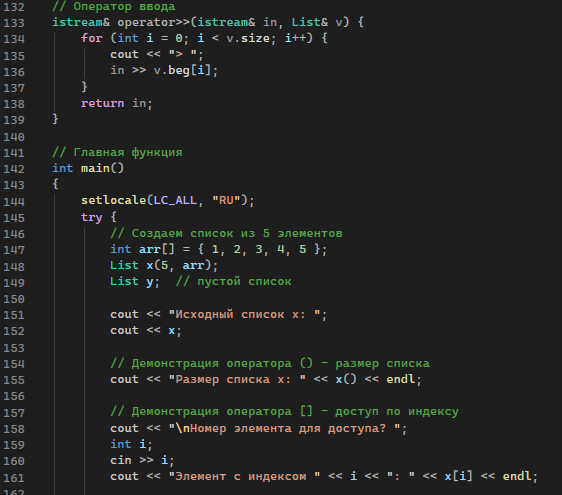 132 // Оператор ввода
133 istream& operator>>(istream& in, List& v) {
134     for (int i = 0; i < v.size; i++) {
135         cout << "> ";
136         in >> v.beg[i];
137     }
138     return in;
139 }
140
141 // Главная функция
142 int main()
143 {
144     setlocale(LC_ALL, "RU");
145     try {
146         // Создаем список из 5 элементов
147         int arr[] = { 1, 2, 3, 4, 5 };
148         List x(5, arr);
149         List y;  // пустой список
150
151         cout << "Исходный список x: ";
152         cout << x;
153
154         // Демонстрация оператора () – размер списка
155         cout << "Размер списка x: " << x() << endl;
156
157         // Демонстрация оператора [] – доступ по индексу
158         cout << "\nНомер элемента для доступа? ";
159         int i;
160         cin >> i;
161         cout << "Элемент с индексом " << i << ": " << x[i] << endl;
162